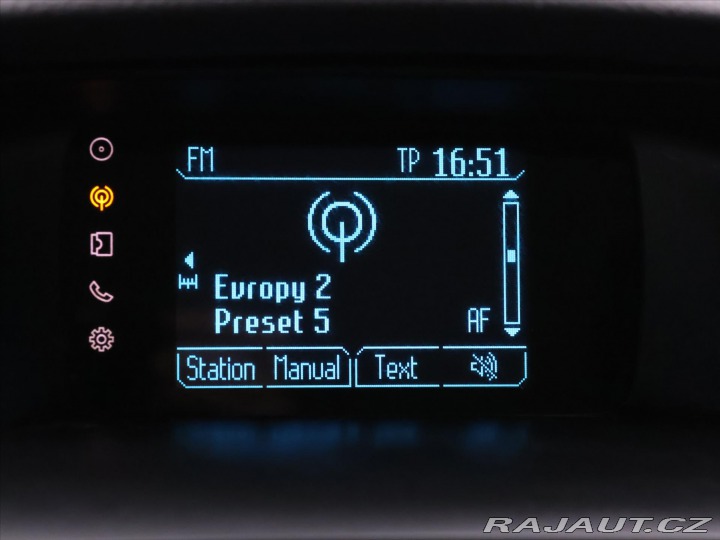 FM TP 16:51
Evropy 2
Preset 5 AF
Station Manual Text
RAJAUT.CZ